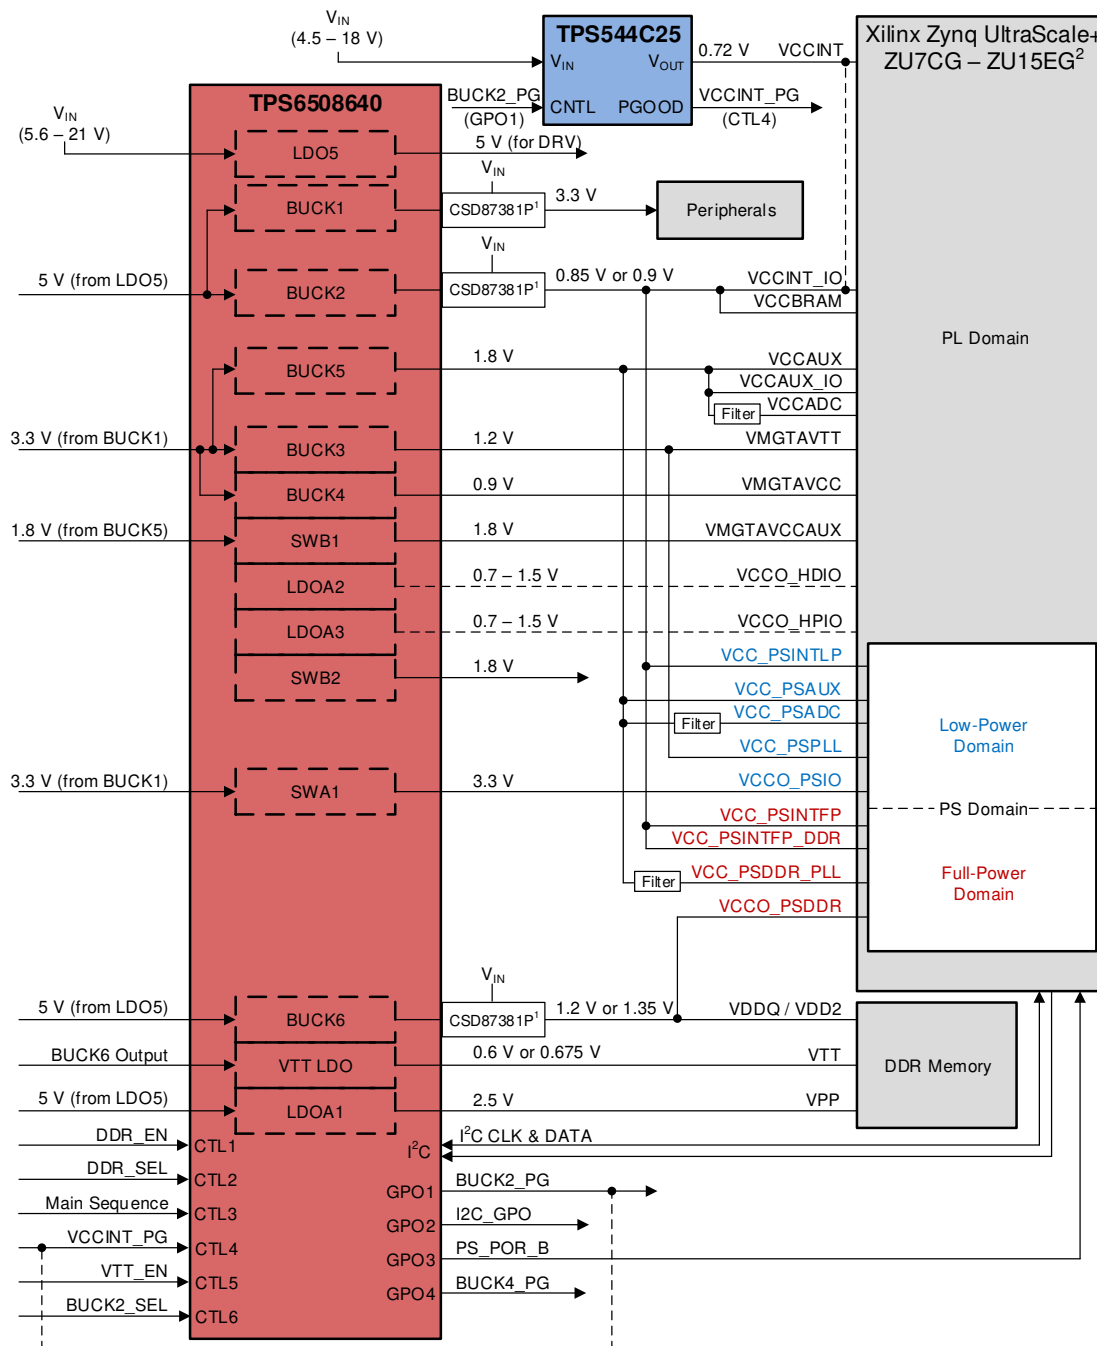 V_IN
(4.5 – 18 V)
TPS544C25
V_IN
V_OUT
CNTL
PGOOD
0.72 V
VCCINT
BUCK2_PG
(GPO1)
VCCINT_PG
(CTL4)
Xilinx Zynq UltraScale+
ZU7CG – ZU15EG²
PL Domain
V_IN
(5.6 – 21 V)
TPS6508640
LDO5
5 V (for DRV)
BUCK1
V_IN
CSD87381P¹
3.3 V
Peripherals
5 V (from LDO5)
BUCK2
V_IN
CSD87381P¹
0.85 V or 0.9 V
VCCINT_IO
VCCBRAM
BUCK5
1.8 V
VCCAUX
VCCAUX_IO
Filter
VCCADC
3.3 V (from BUCK1)
BUCK3
1.2 V
VMGTAVTT
BUCK4
0.9 V
VMGTAVCC
1.8 V (from BUCK5)
SWB1
1.8 V
VMGTAVCCAUX
LDOA2
0.7 – 1.5 V
VCCO_HDIO
LDOA3
0.7 – 1.5 V
VCCO_HPIO
SWB2
1.8 V
VCC_PSINTLP
VCC_PSAUX
Filter
VCC_PSADC
VCC_PSPLL
Low-Power
Domain
3.3 V (from BUCK1)
SWA1
3.3 V
VCCO_PSIO
PS Domain
VCC_PSINTFP
VCC_PSINTFP_DDR
Filter
VCC_PSDDR_PLL
VCCO_PSDDR
Full-Power
Domain
5 V (from LDO5)
BUCK6
V_IN
CSD87381P¹
1.2 V or 1.35 V
VDDQ / VDD2
BUCK6 Output
VTT LDO
0.6 V or 0.675 V
VTT
DDR Memory
5 V (from LDO5)
LDOA1
2.5 V
VPP
DDR_EN
CTL1
I²C
I²C CLK & DATA
DDR_SEL
CTL2
GPO1
BUCK2_PG
Main Sequence
CTL3
GPO2
I2C_GPO
VCCINT_PG
CTL4
GPO3
PS_POR_B
VTT_EN
CTL5
GPO4
BUCK4_PG
BUCK2_SEL
CTL6